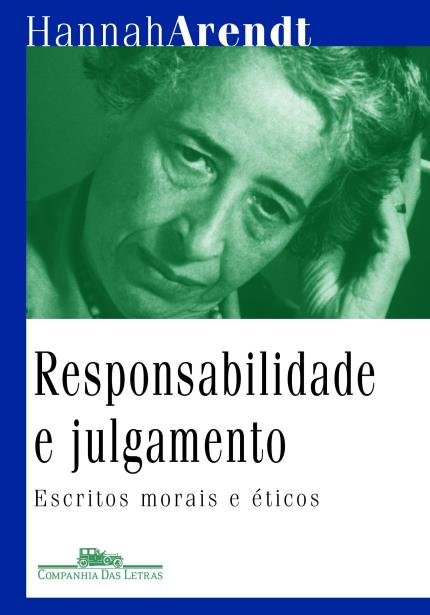 HannahArendt
Responsabilidade
e julgamento
Escritos morais e éticos
COMPANHIA DAS LETRAS